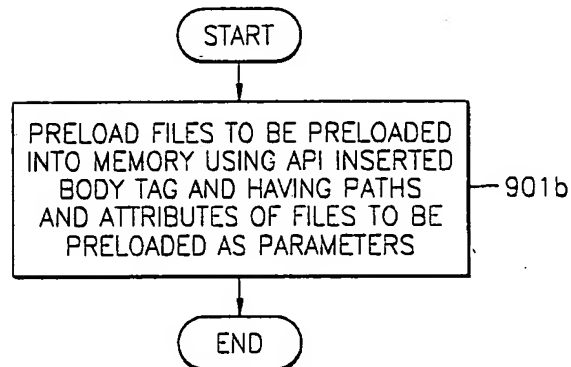 START
PRELOAD FILES TO BE PRELOADED
INTO MEMORY USING API INSERTED
BODY TAG AND HAVING PATHS
AND ATTRIBUTES OF FILES TO BE
PRELOADED AS PARAMETERS
901b
END